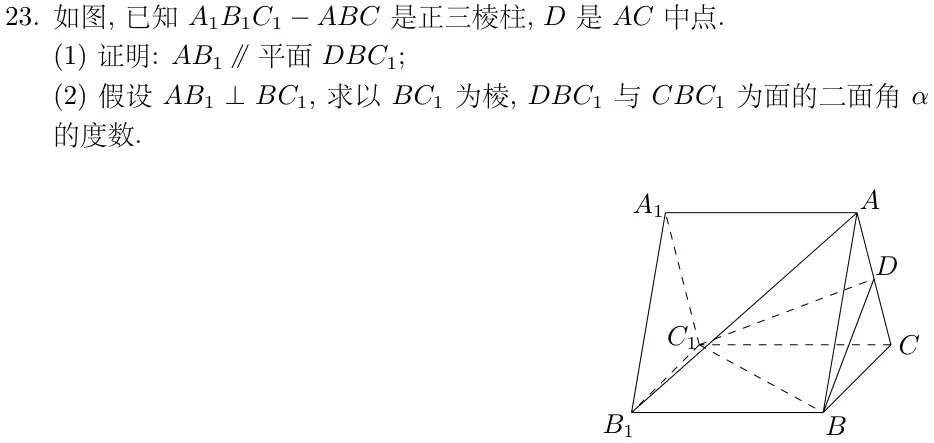 23. 如图, 已知 A₁B₁C₁ − ABC 是正三棱柱, D 是 AC 中点.
(1) 证明: AB₁ ∥ 平面 DBC₁;
(2) 假设 AB₁ ⊥ BC₁, 求以 BC₁ 为棱, DBC₁ 与 CBC₁ 为面的二面角 α
的度数.
A₁
A
D
C₁
C
B₁
B